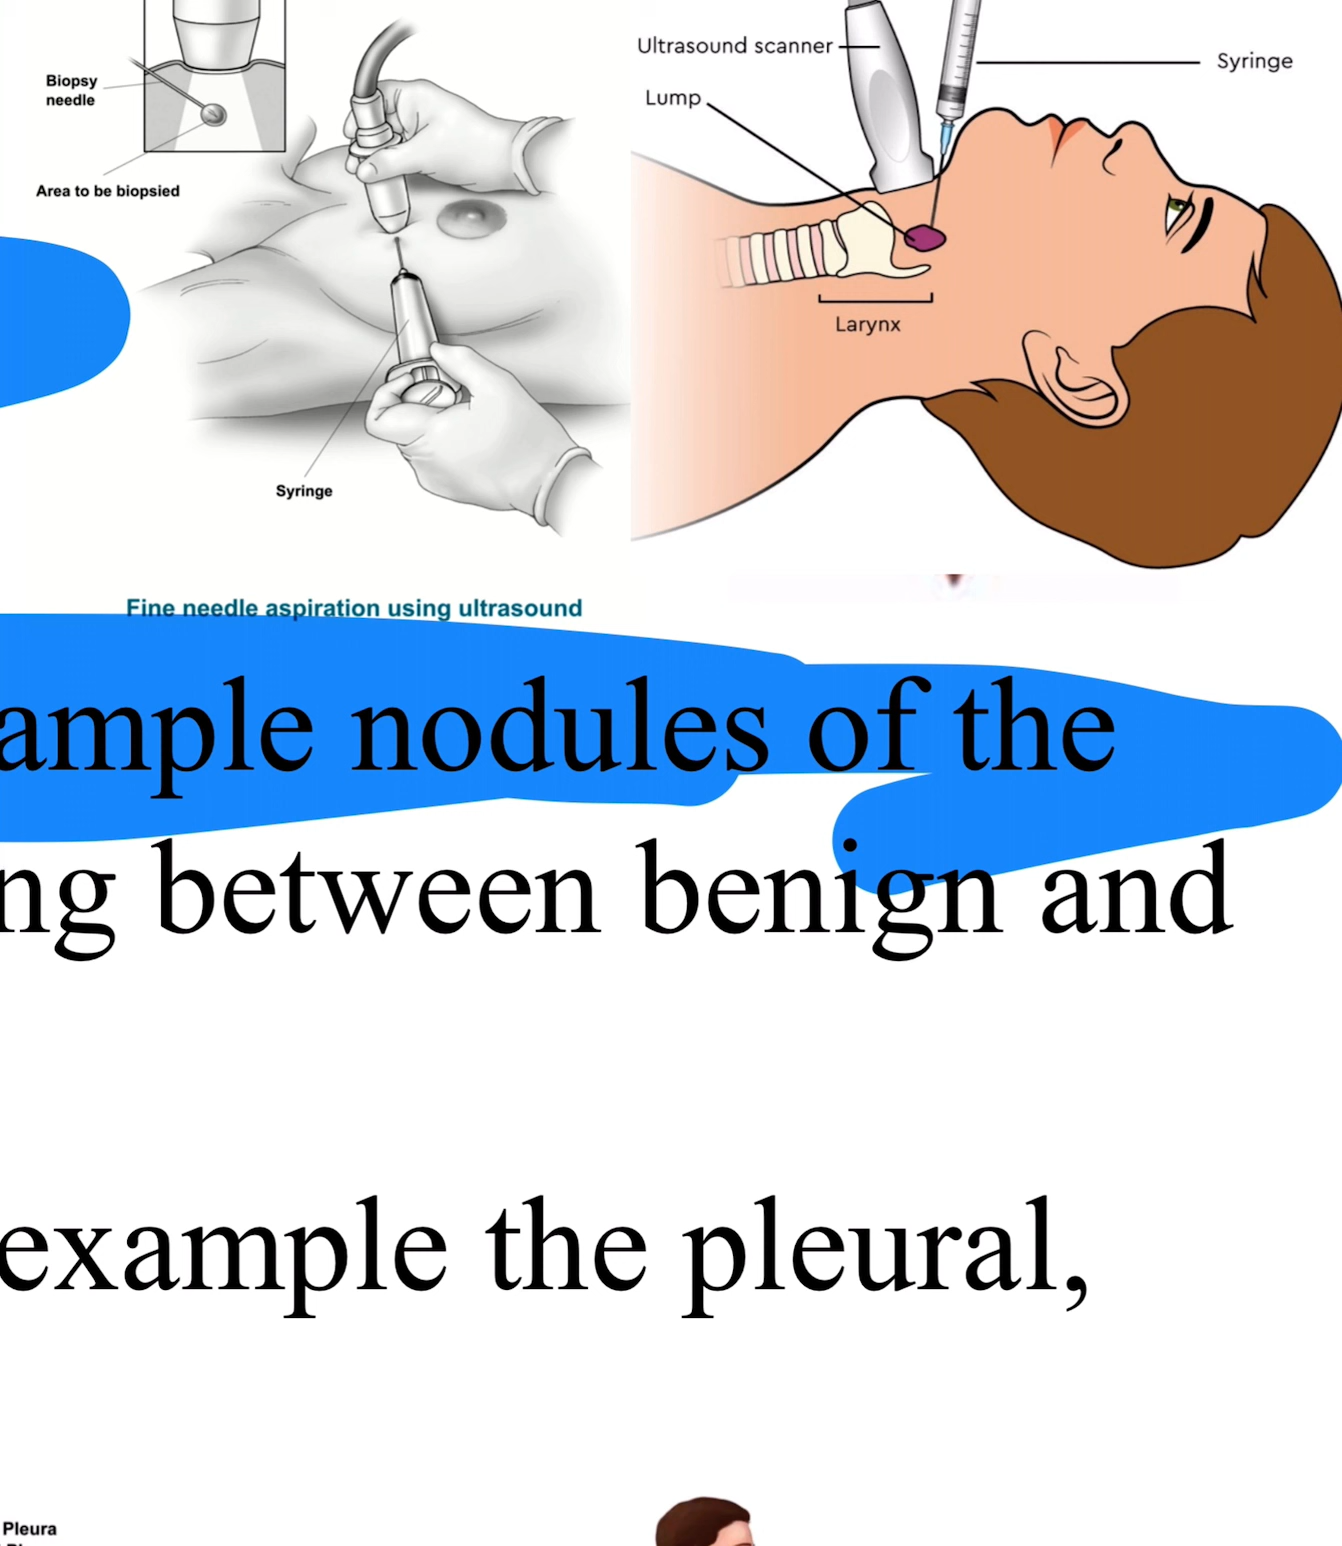 Ultrasound scanner
Syringe
Lump
Biopsy
needle
Area to be biopsied
Larynx
Syringe
Fine needle aspiration using ultrasound
ample nodules of the
ng between benign and
example the pleural,
Pleura